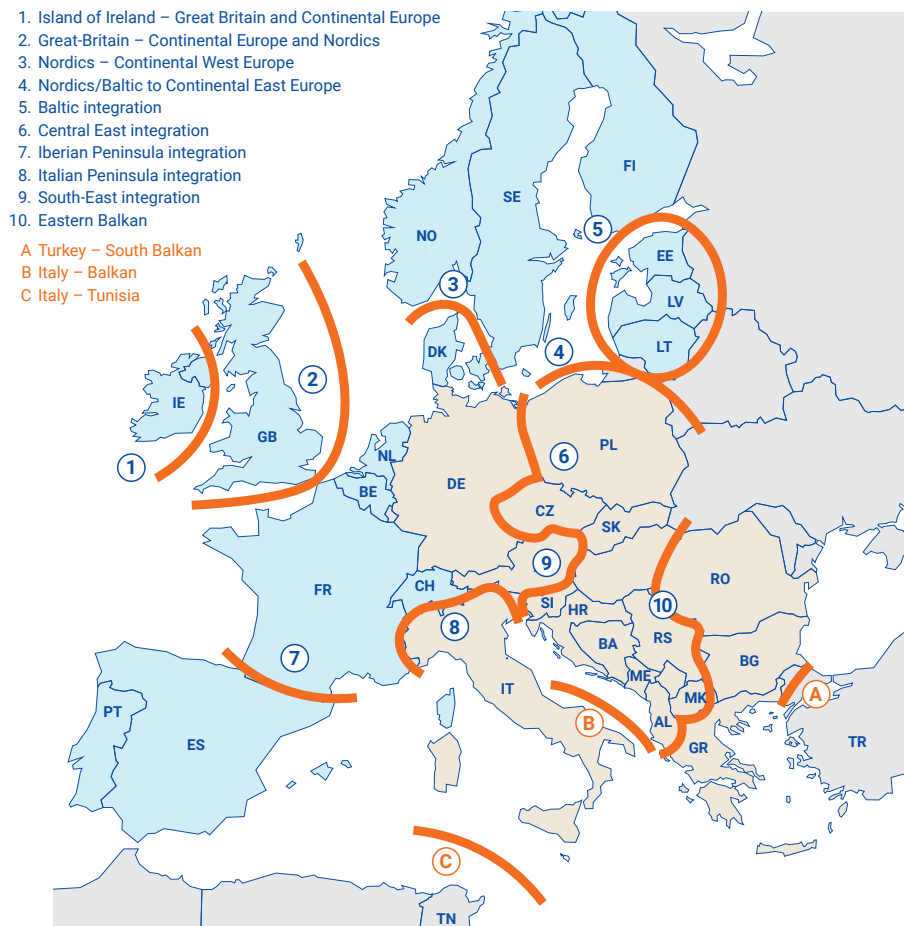 1. Island of Ireland – Great Britain and Continental Europe
2. Great-Britain – Continental Europe and Nordics
3. Nordics – Continental West Europe
4. Nordics/Baltic to Continental East Europe
5. Baltic integration
6. Central East integration
7. Iberian Peninsula integration
8. Italian Peninsula integration
9. South-East integration
10. Eastern Balkan
A Turkey – South Balkan
B Italy – Balkan
C Italy – Tunisia
FI
SE
NO
5
EE
3
LV
LT
DK
4
2
IE
GB
PL
6
NL
1
DE
BE
CZ
SK
9
CH
RO
FR
SI
HR
10
8
RS
BA
7
BG
ME
IT
MK
A
PT
B
AL
TR
ES
GR
C
TN